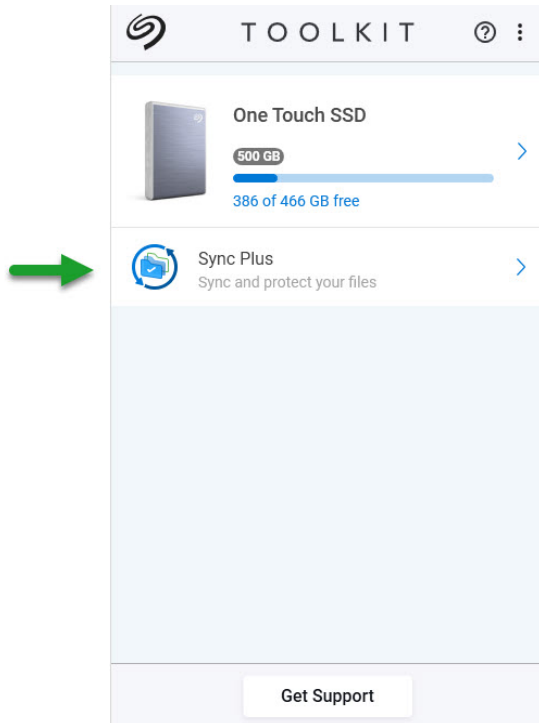 TOOLKIT
One Touch SSD
500 GB
386 of 466 GB free
Sync Plus
Sync and protect your files
Get Support